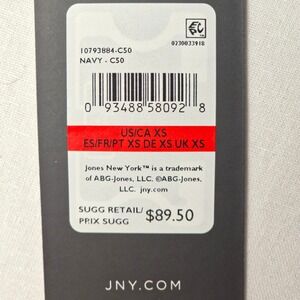 0230033918
10793884-C50
NAVY - C50
0 93488 58092 8
US/CA XS
ES/FR/PT XS DE XS UK XS
Jones New York™ is a trademark
of ABG-Jones, LLC. ©ABG-Jones,
LLC. jny.com
SUGG RETAIL/
PRIX SUGG
$89.50
JNY.COM